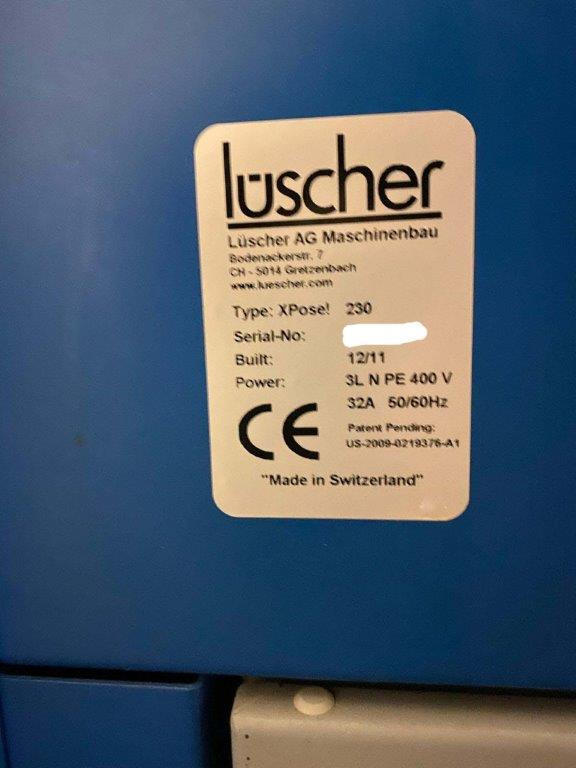 lüscher
Lüscher AG Maschinenbau
Bodenackerstr. 7
CH - 5014 Gretzenbach
www.luescher.com
Type: XPose! 230
Serial-No:
Built: 12/11
Power: 3L N PE 400 V
32A 50/60Hz
CE
Patent Pending:
US-2009-0219376-A1
"Made in Switzerland"